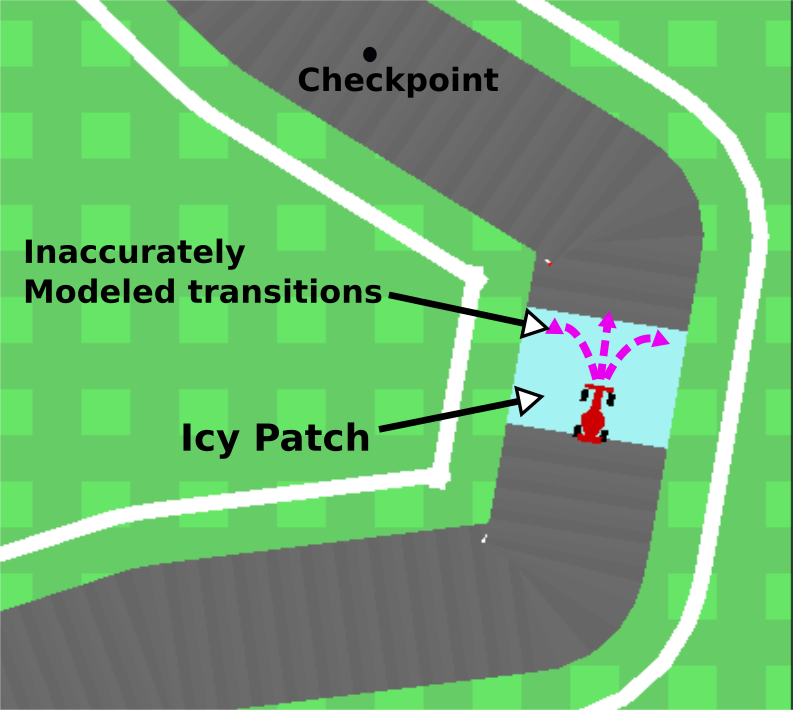 Checkpoint
Inaccurately
Modeled transitions
Icy Patch